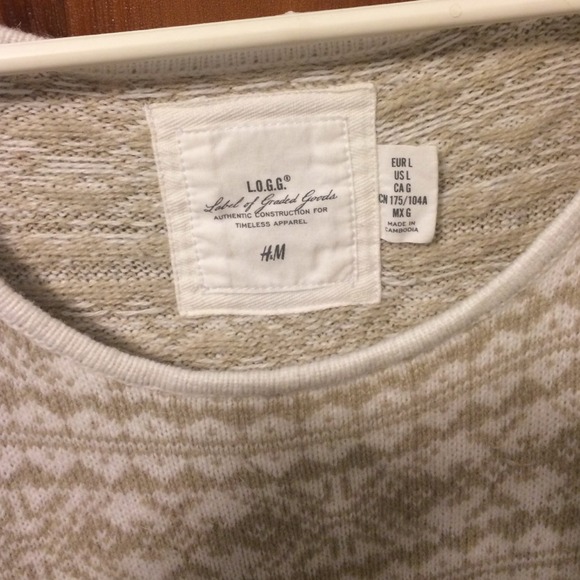 L.O.G.G.®
Label of Graded Goods
AUTHENTIC CONSTRUCTION FOR
TIMELESS APPAREL
H&M
EUR L
US L
CA G
CN 175/104A
MX G
MADE IN
CAMBODIA